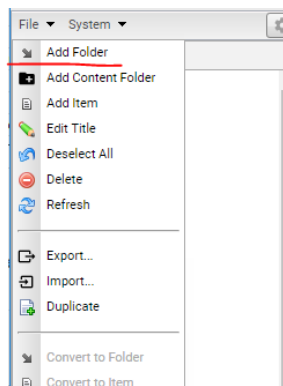 File System
Add Folder
Add Content Folder
Add Item
Edit Title
Deselect All
Delete
Refresh
Export...
Import...
Duplicate
Convert to Folder
Convert to Item